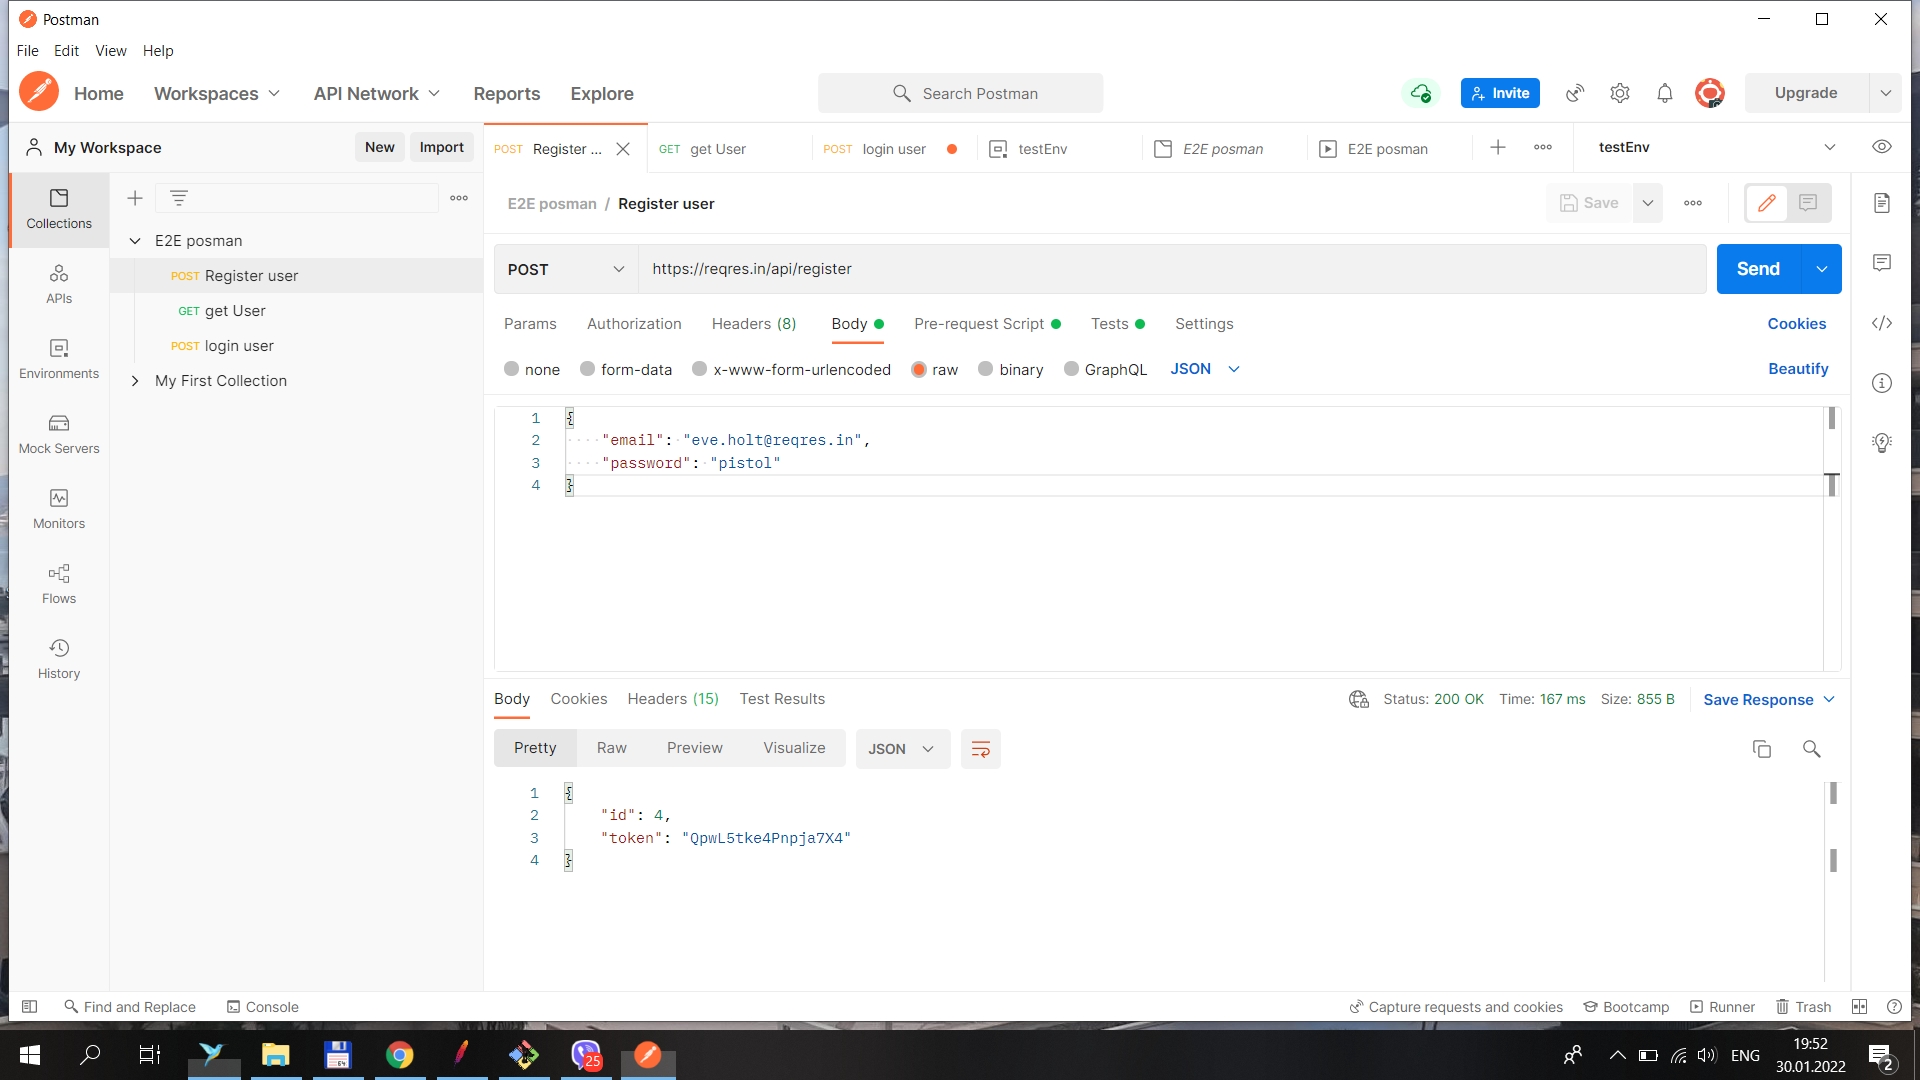 Postman
File Edit View Help
Home Workspaces API Network Reports Explore Search Postman Invite Upgrade
My Workspace New Import
POST Register ... GET get User POST login user testEnv E2E posman E2E posman testEnv
Collections
APIs
Environments
Mock Servers
Monitors
Flows
History
E2E posman
POST Register user
GET get User
POST login user
My First Collection
E2E posman / Register user Save
POST https://reqres.in/api/register Send
Params Authorization Headers (8) Body Pre-request Script Tests Settings Cookies
none form-data x-www-form-urlencoded raw binary GraphQL JSON Beautify
1 {
2 "email": "eve.holt@reqres.in",
3 "password": "pistol"
4 }
Body Cookies Headers (15) Test Results Status: 200 OK Time: 167 ms Size: 855 B Save Response
Pretty Raw Preview Visualize JSON
1 {
2 "id": 4,
3 "token": "QpwL5tke4Pnpja7X4"
4 }
Find and Replace Console Capture requests and cookies Bootcamp Runner Trash
64 25 ENG 19:52
30.01.2022 2